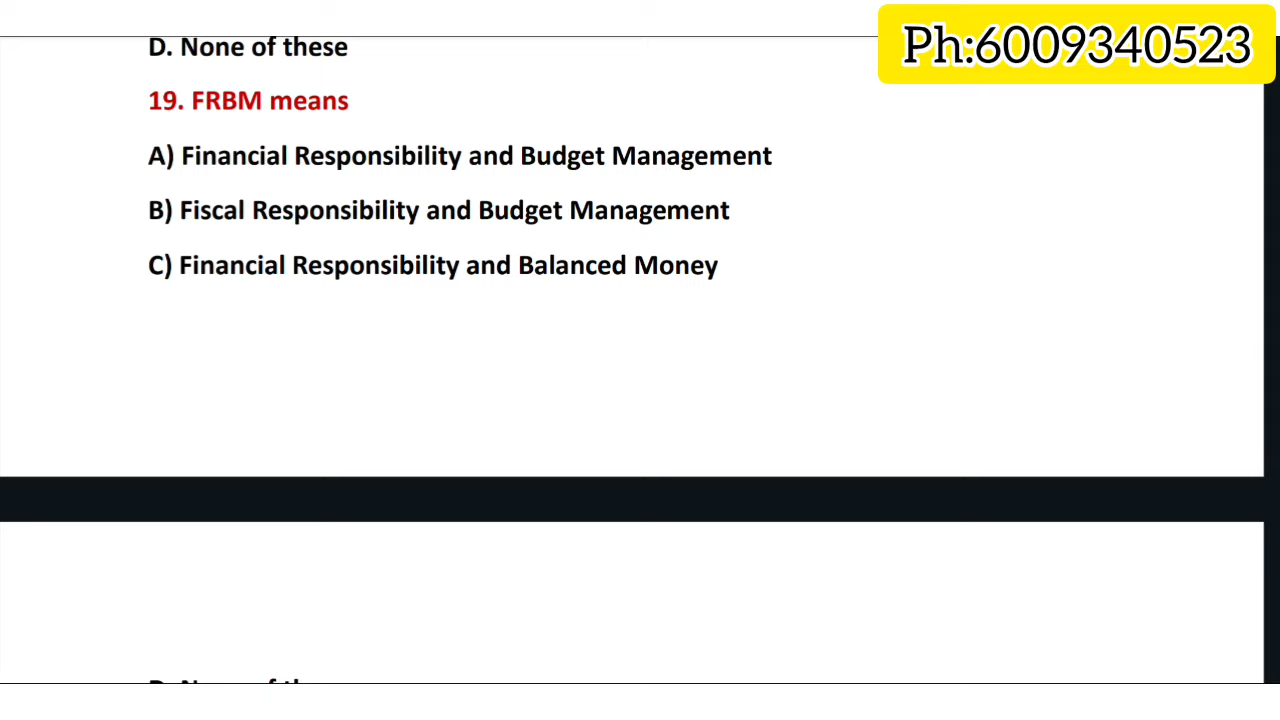 Ph:6009340523
D. None of these
19. FRBM means
A) Financial Responsibility and Budget Management
B) Fiscal Responsibility and Budget Management
C) Financial Responsibility and Balanced Money